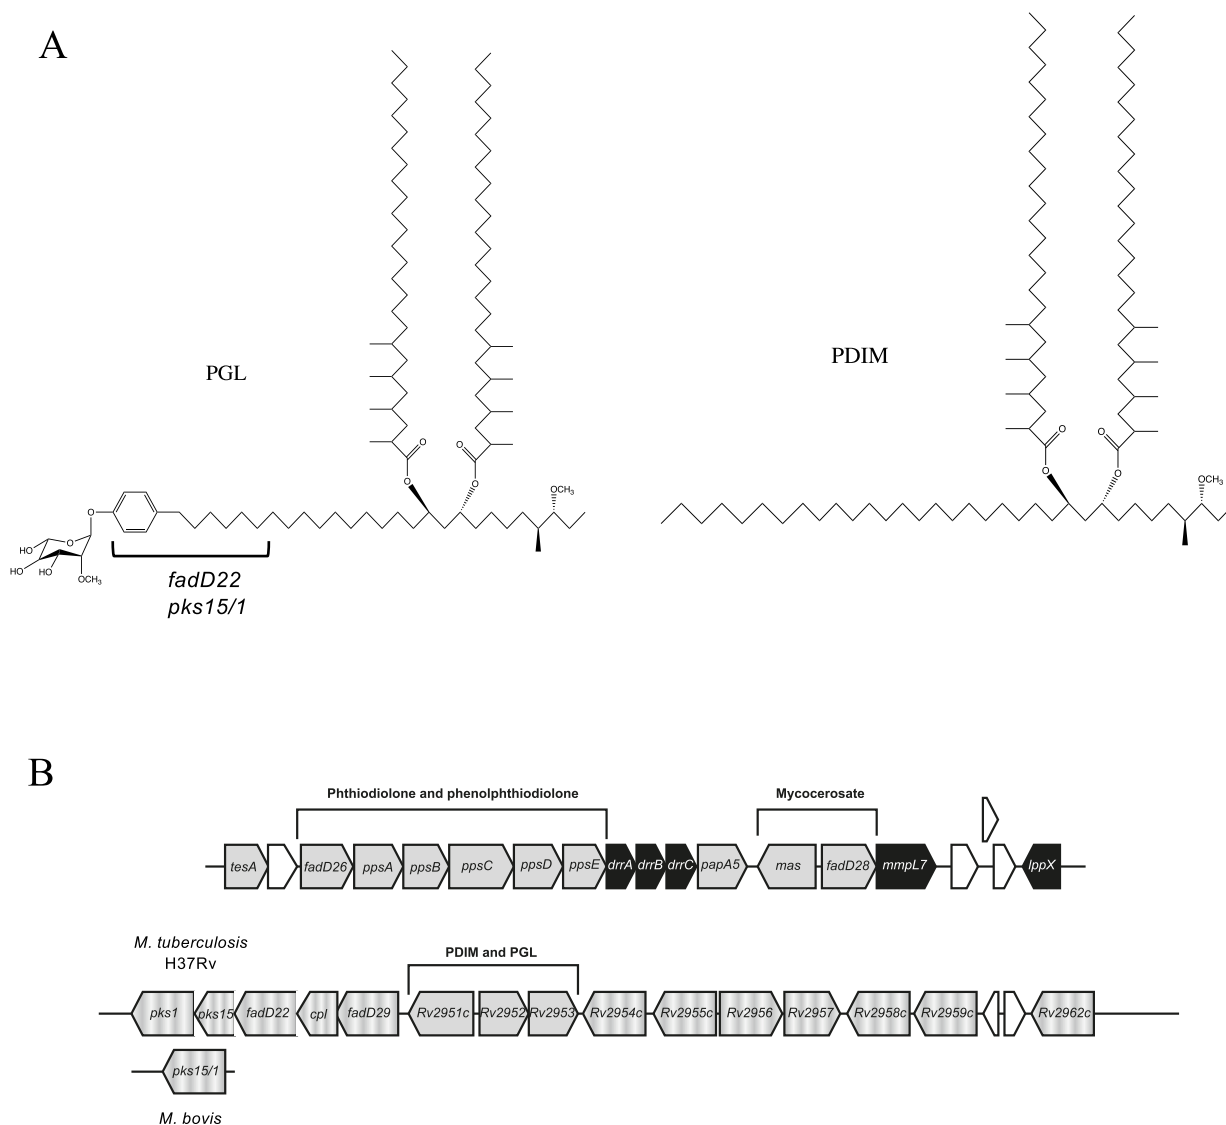 A
PGL
PDIM
O
O
O
O
OCH3
O
O
O
O
OCH3
O
O
HO
HO
HO
OCH3
fadD22
pks15/1
B
Phthiodiolone and phenolphthiodiolone
Mycocerosate
tesA fadD26 ppsA ppsB ppsC ppsD ppsE drrA drrB drrC papA5 mas fadD28 mmpL7 lppX
M. tuberculosis
H37Rv
PDIM and PGL
pks1 pks15 fadD22 cpl fadD29 Rv2951c Rv2952 Rv2953 Rv2954c Rv2955c Rv2956 Rv2957 Rv2958c Rv2959c Rv2962c
pks15/1
M. bovis